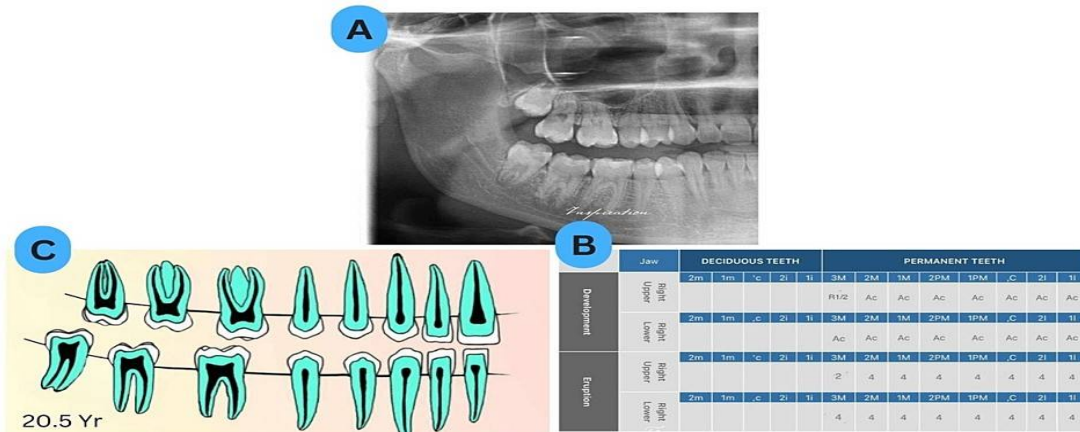 A
Inspiration
C
20.5 Yr
B
Jaw DECIDUOUS TEETH PERMANENT TEETH
Development
Right Upper
2m 1m 'c 2i 1i 3M 2M 1M 2PM 1PM ,C 2I 1I
R1/2 Ac Ac Ac Ac Ac Ac Ac
Right Lower
2m 1m ,c 2i 1i 3M 2M 1M 2PM 1PM ,C 2I 1I
Ac Ac Ac Ac Ac Ac Ac Ac
Eruption
Right Upper
2m 1m 'c 2i 1i 3M 2M 1M 2PM 1PM ,C 2I 1I
2 4 4 4 4 4 4 4
Right Lower
2m 1m ,c 2i 1i 3M 2M 1M 2PM 1PM ,C 2I 1I
4 4 4 4 4 4 4 4